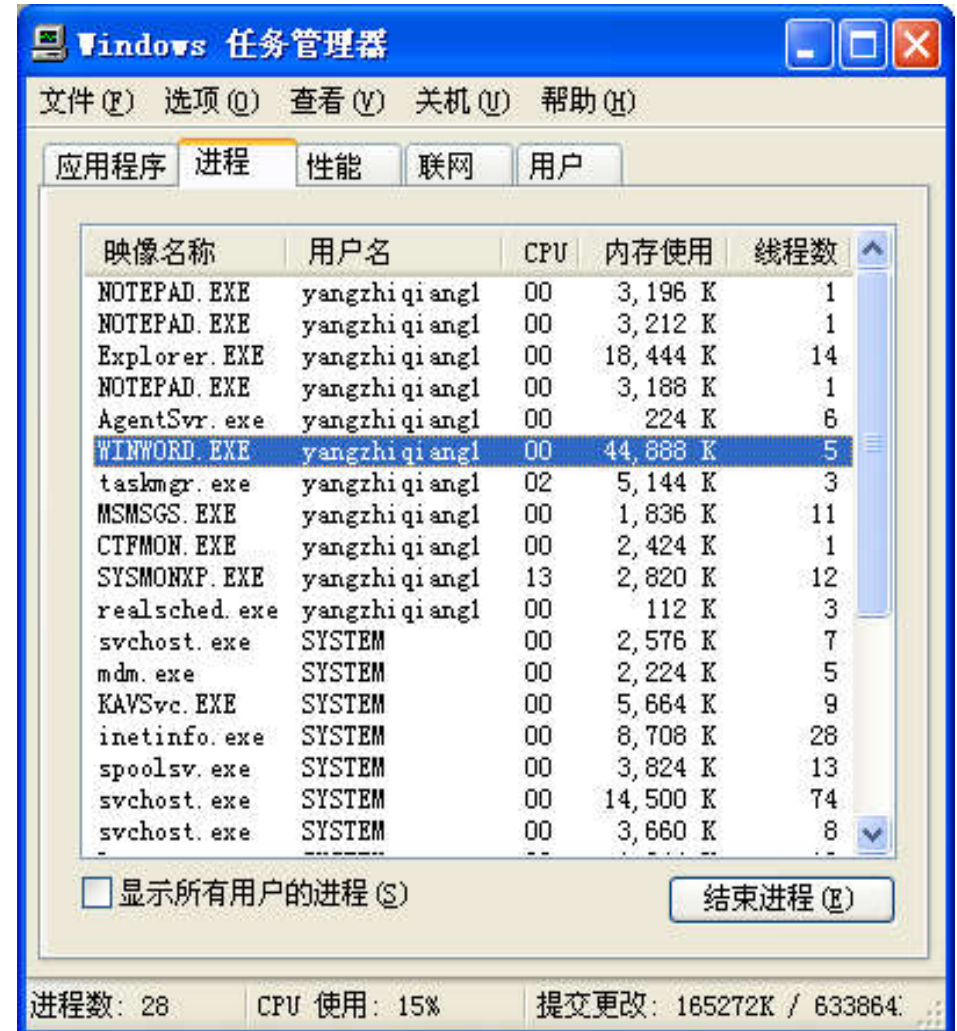 Windows 任务管理器
文件(F) 选项(O) 查看(V) 关机(U) 帮助(H)
应用程序 进程 性能 联网 用户
映像名称 用户名 CPU 内存使用 线程数
NOTEPAD.EXE yangzhiqiang1 00 3,196 K 1
NOTEPAD.EXE yangzhiqiang1 00 3,212 K 1
Explorer.EXE yangzhiqiang1 00 18,444 K 14
NOTEPAD.EXE yangzhiqiang1 00 3,188 K 1
AgentSvr.exe yangzhiqiang1 00 224 K 6
WINWORD.EXE yangzhiqiang1 00 44,888 K 5
taskmgr.exe yangzhiqiang1 02 5,144 K 3
MSMSGS.EXE yangzhiqiang1 00 1,836 K 11
CTFMON.EXE yangzhiqiang1 00 2,424 K 1
SYSMONXP.EXE yangzhiqiang1 13 2,820 K 12
realsched.exe yangzhiqiang1 00 112 K 3
svchost.exe SYSTEM 00 2,576 K 7
mdm.exe SYSTEM 00 2,224 K 5
KAVSvc.EXE SYSTEM 00 5,664 K 9
inetinfo.exe SYSTEM 00 8,708 K 28
spoolsv.exe SYSTEM 00 3,824 K 13
svchost.exe SYSTEM 00 14,500 K 74
svchost.exe SYSTEM 00 3,660 K 8
显示所有用户的进程(S) 结束进程(E)
进程数: 28 CPU 使用: 15% 提交更改: 165272K / 633864